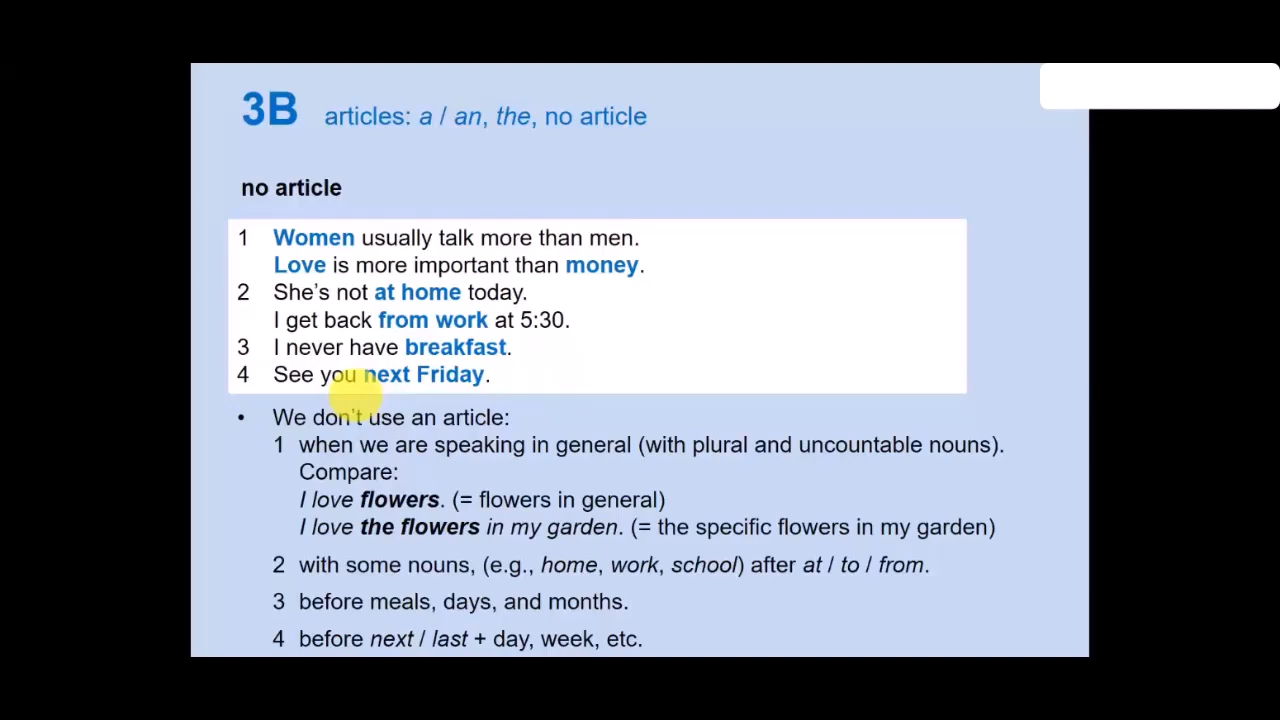 3B articles: a / an, the, no article
no article
1 Women usually talk more than men.
Love is more important than money.
2 She's not at home today.
I get back from work at 5:30.
3 I never have breakfast.
4 See you next Friday.
• We don't use an article:
1 when we are speaking in general (with plural and uncountable nouns).
Compare:
I love flowers. (= flowers in general)
I love the flowers in my garden. (= the specific flowers in my garden)
2 with some nouns, (e.g., home, work, school) after at / to / from.
3 before meals, days, and months.
4 before next / last + day, week, etc.